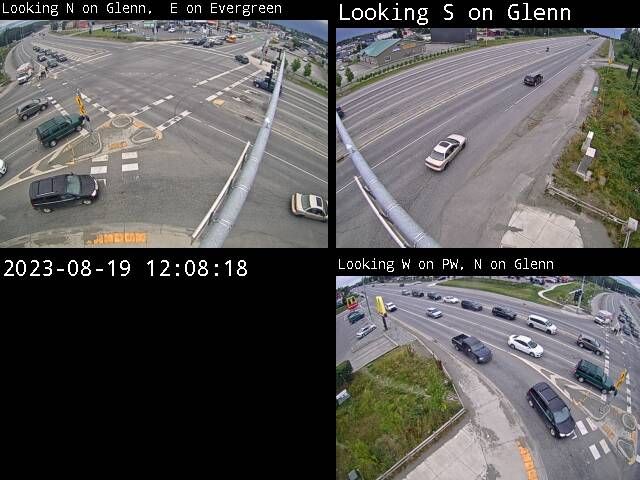 Looking N on Glenn, E on Evergreen
Looking S on Glenn
2023-08-19 12:08:18
Looking W on PW, N on Glenn